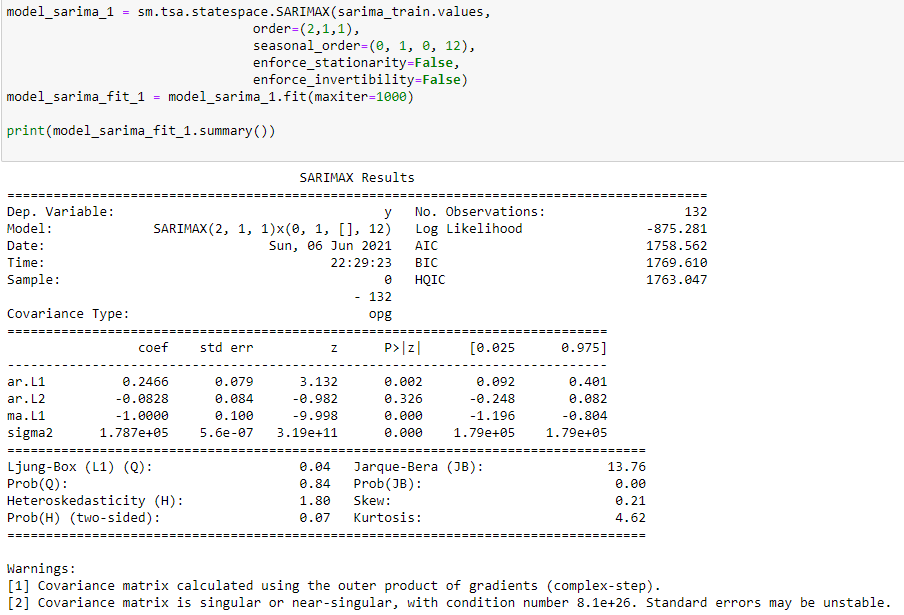 model_sarima_1 = sm.tsa.statespace.SARIMAX(sarima_train.values,
                                order=(2,1,1),
                                seasonal_order=(0, 1, 0, 12),
                                enforce_stationarity=False,
                                enforce_invertibility=False)
model_sarima_fit_1 = model_sarima_1.fit(maxiter=1000)
print(model_sarima_fit_1.summary())
                                      SARIMAX Results
============================================================================================
Dep. Variable:                                    y   No. Observations:                  132
Model:             SARIMAX(2, 1, 1)x(0, 1, [], 12)   Log Likelihood                -875.281
Date:                              Sun, 06 Jun 2021   AIC                           1758.562
Time:                                      22:29:23   BIC                           1769.610
Sample:                                           0   HQIC                          1763.047
                                              - 132
Covariance Type:                                opg
==============================================================================
                 coef    std err          z      P>|z|      [0.025      0.975]
------------------------------------------------------------------------------
ar.L1          0.2466      0.079      3.132      0.002       0.092       0.401
ar.L2         -0.0828      0.084     -0.982      0.326      -0.248       0.082
ma.L1         -1.0000      0.100     -9.998      0.000      -1.196      -0.804
sigma2      1.787e+05    5.6e-07   3.19e+11      0.000    1.79e+05    1.79e+05
===================================================================================
Ljung-Box (L1) (Q):                   0.04   Jarque-Bera (JB):                13.76
Prob(Q):                              0.84   Prob(JB):                         0.00
Heteroskedasticity (H):               1.80   Skew:                             0.21
Prob(H) (two-sided):                  0.07   Kurtosis:                         4.62
===================================================================================
Warnings:
[1] Covariance matrix calculated using the outer product of gradients (complex-step).
[2] Covariance matrix is singular or near-singular, with condition number 8.1e+26. Standard errors may be unstable.